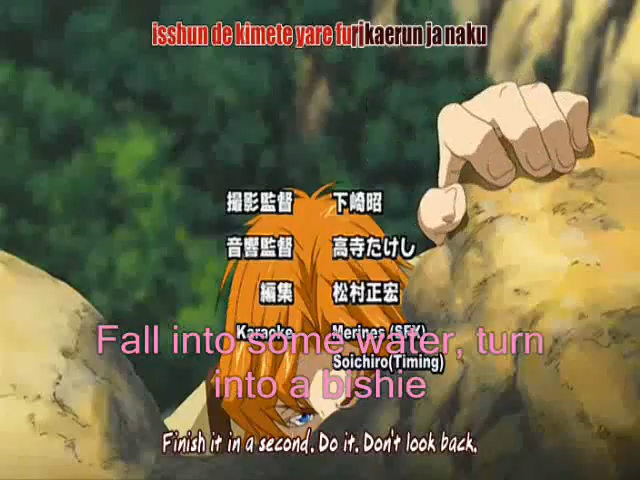 isshun de kimete yare furikaerun ja naku
撮影監督 下崎昭
音響監督 高寺たけし
編集 松村正宏
Karaoke Merines (SFX)
Soichiro(Timing)
Fall into some water, turn
into a bishie
Finish it in a second. Do it. Don't look back.